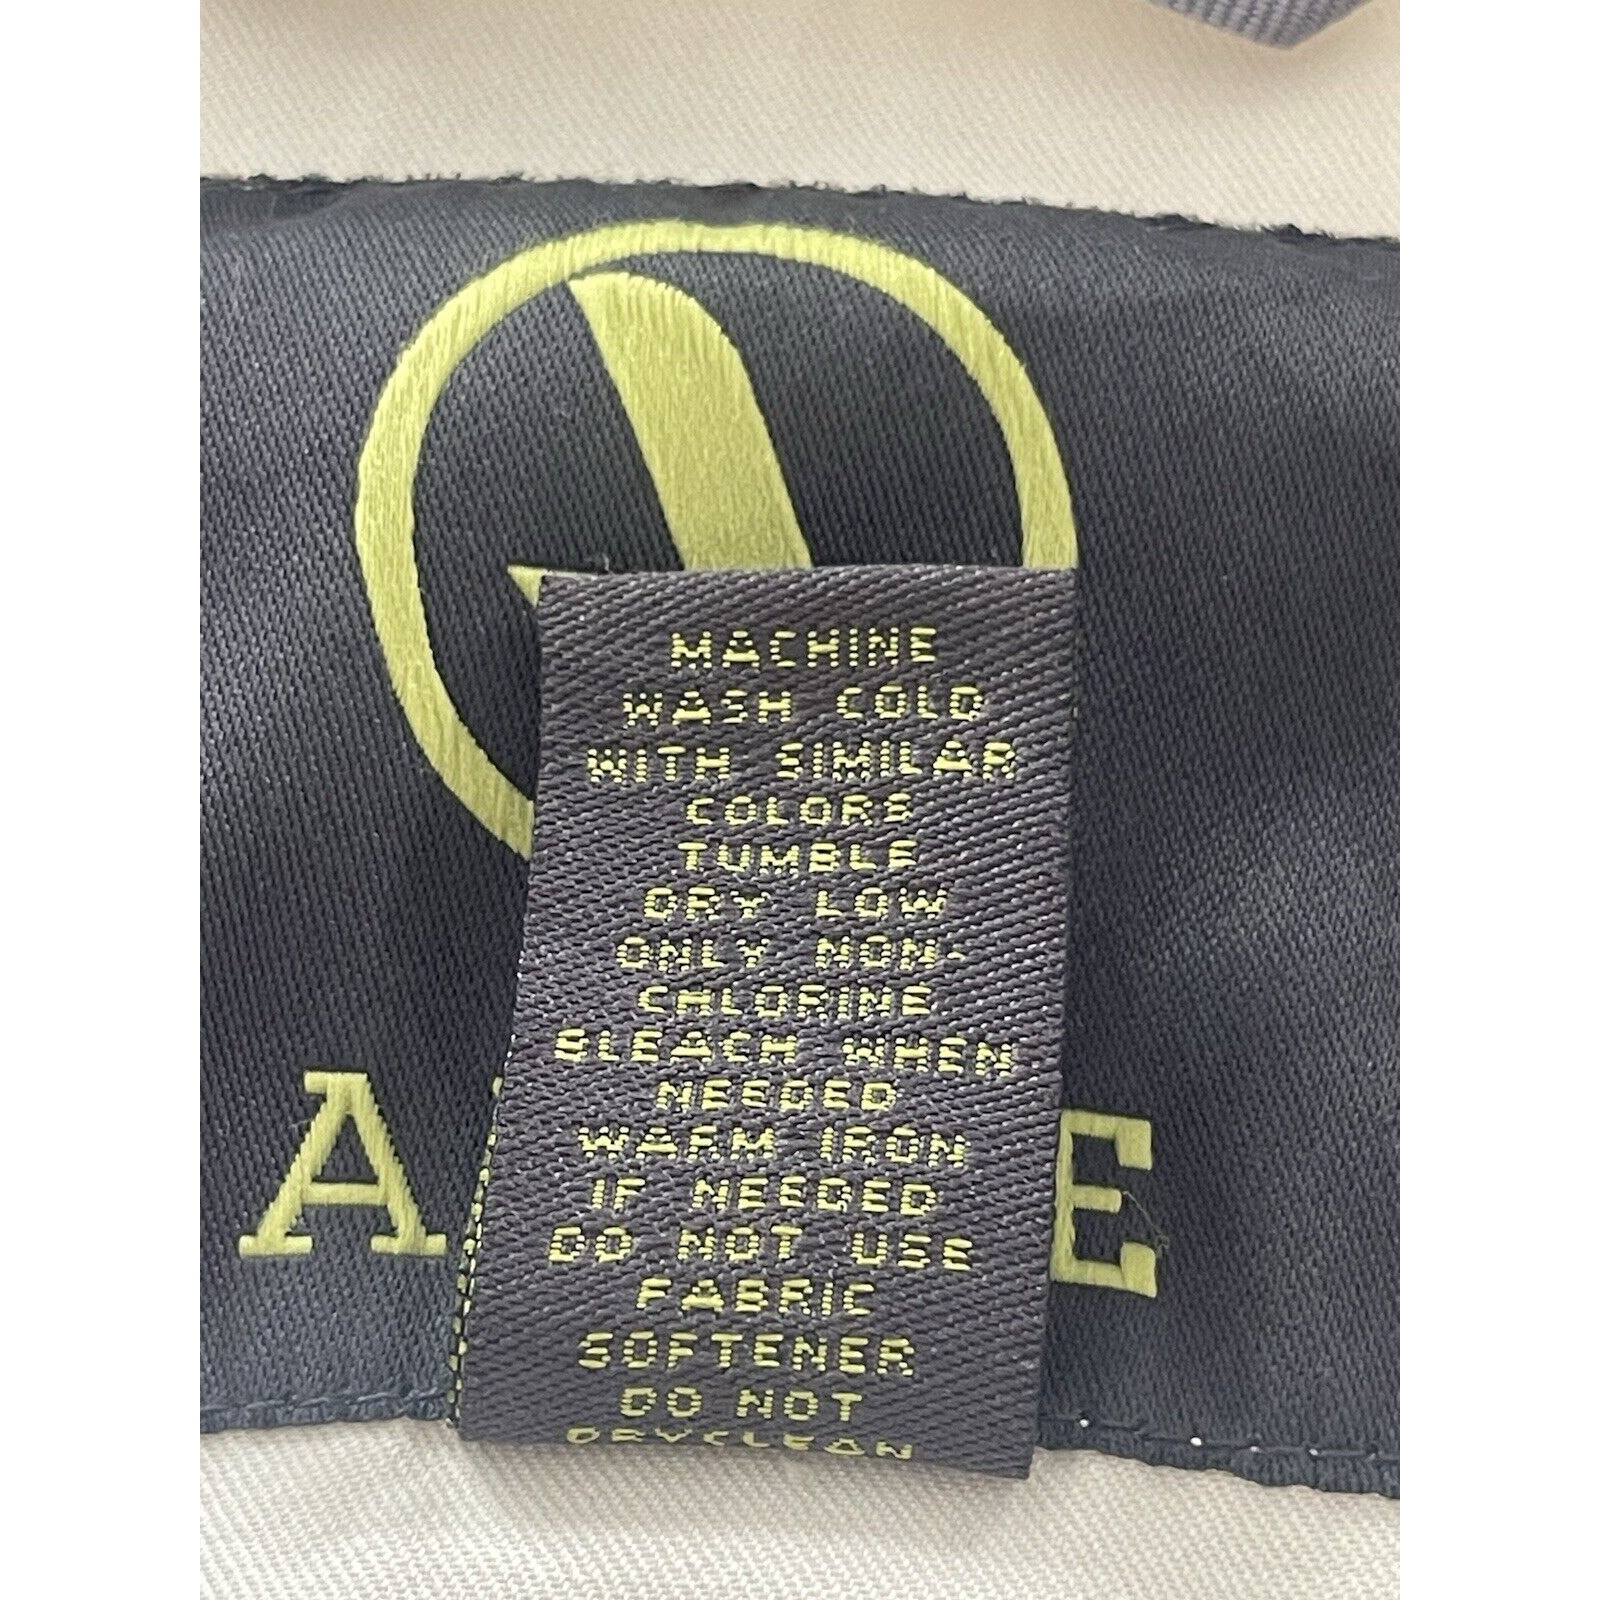 MACHINE
WASH COLD
WITH SIMILAR
COLORS
TUMBLE
DRY LOW
ONLY NON-
CHLORINE
BLEACH WHEN
NEEDED
WARM IRON
IF NEEDED
DO NOT USE
FABRIC
SOFTENER
DO NOT
DRYCLEAN